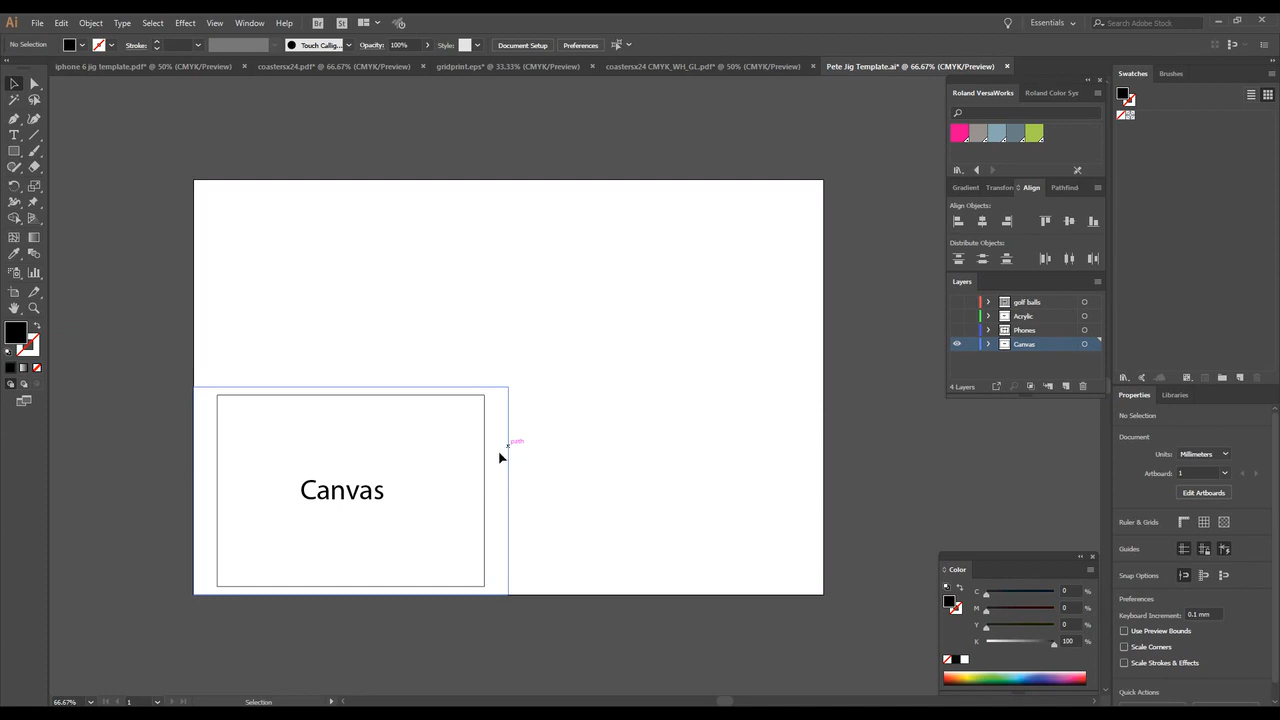 Ai File Edit Object Type Select Effect View Window Help Br St Essentials Search Adobe Stock
No Selection Stroke: Touch Callig... Opacity: 100% Style: Document Setup Preferences
iphone 6 jig template.pdf* @ 50% (CMYK/Preview) coastersx24.pdf* @ 66.67% (CMYK/Preview) gridprint.eps* @ 33.33% (CMYK/Preview) coastersx24 CMYK_WH_GL.pdf* @ 50% (CMYK/Preview) Pete Jig Template.ai* @ 66.67% (CMYK/Preview)
Swatches Brushes
Roland VersaWorks Roland Color Sys
Gradient Transfor Align Pathfind
Align Objects:
Distribute Objects:
Layers
golf balls
Acrylic
Phones
Canvas
4 Layers
Properties Libraries
No Selection
Document
Units: Millimeters
Artboard: 1
Edit Artboards
Ruler & Grids
Guides
Snap Options
Preferences
Keyboard Increment: 0.1 mm
Use Preview Bounds
Scale Corners
Scale Strokes & Effects
Quick Actions
path
Canvas
Color
C 0 %
M 0 %
Y 0 %
K 100 %
66.67% 1 Selection